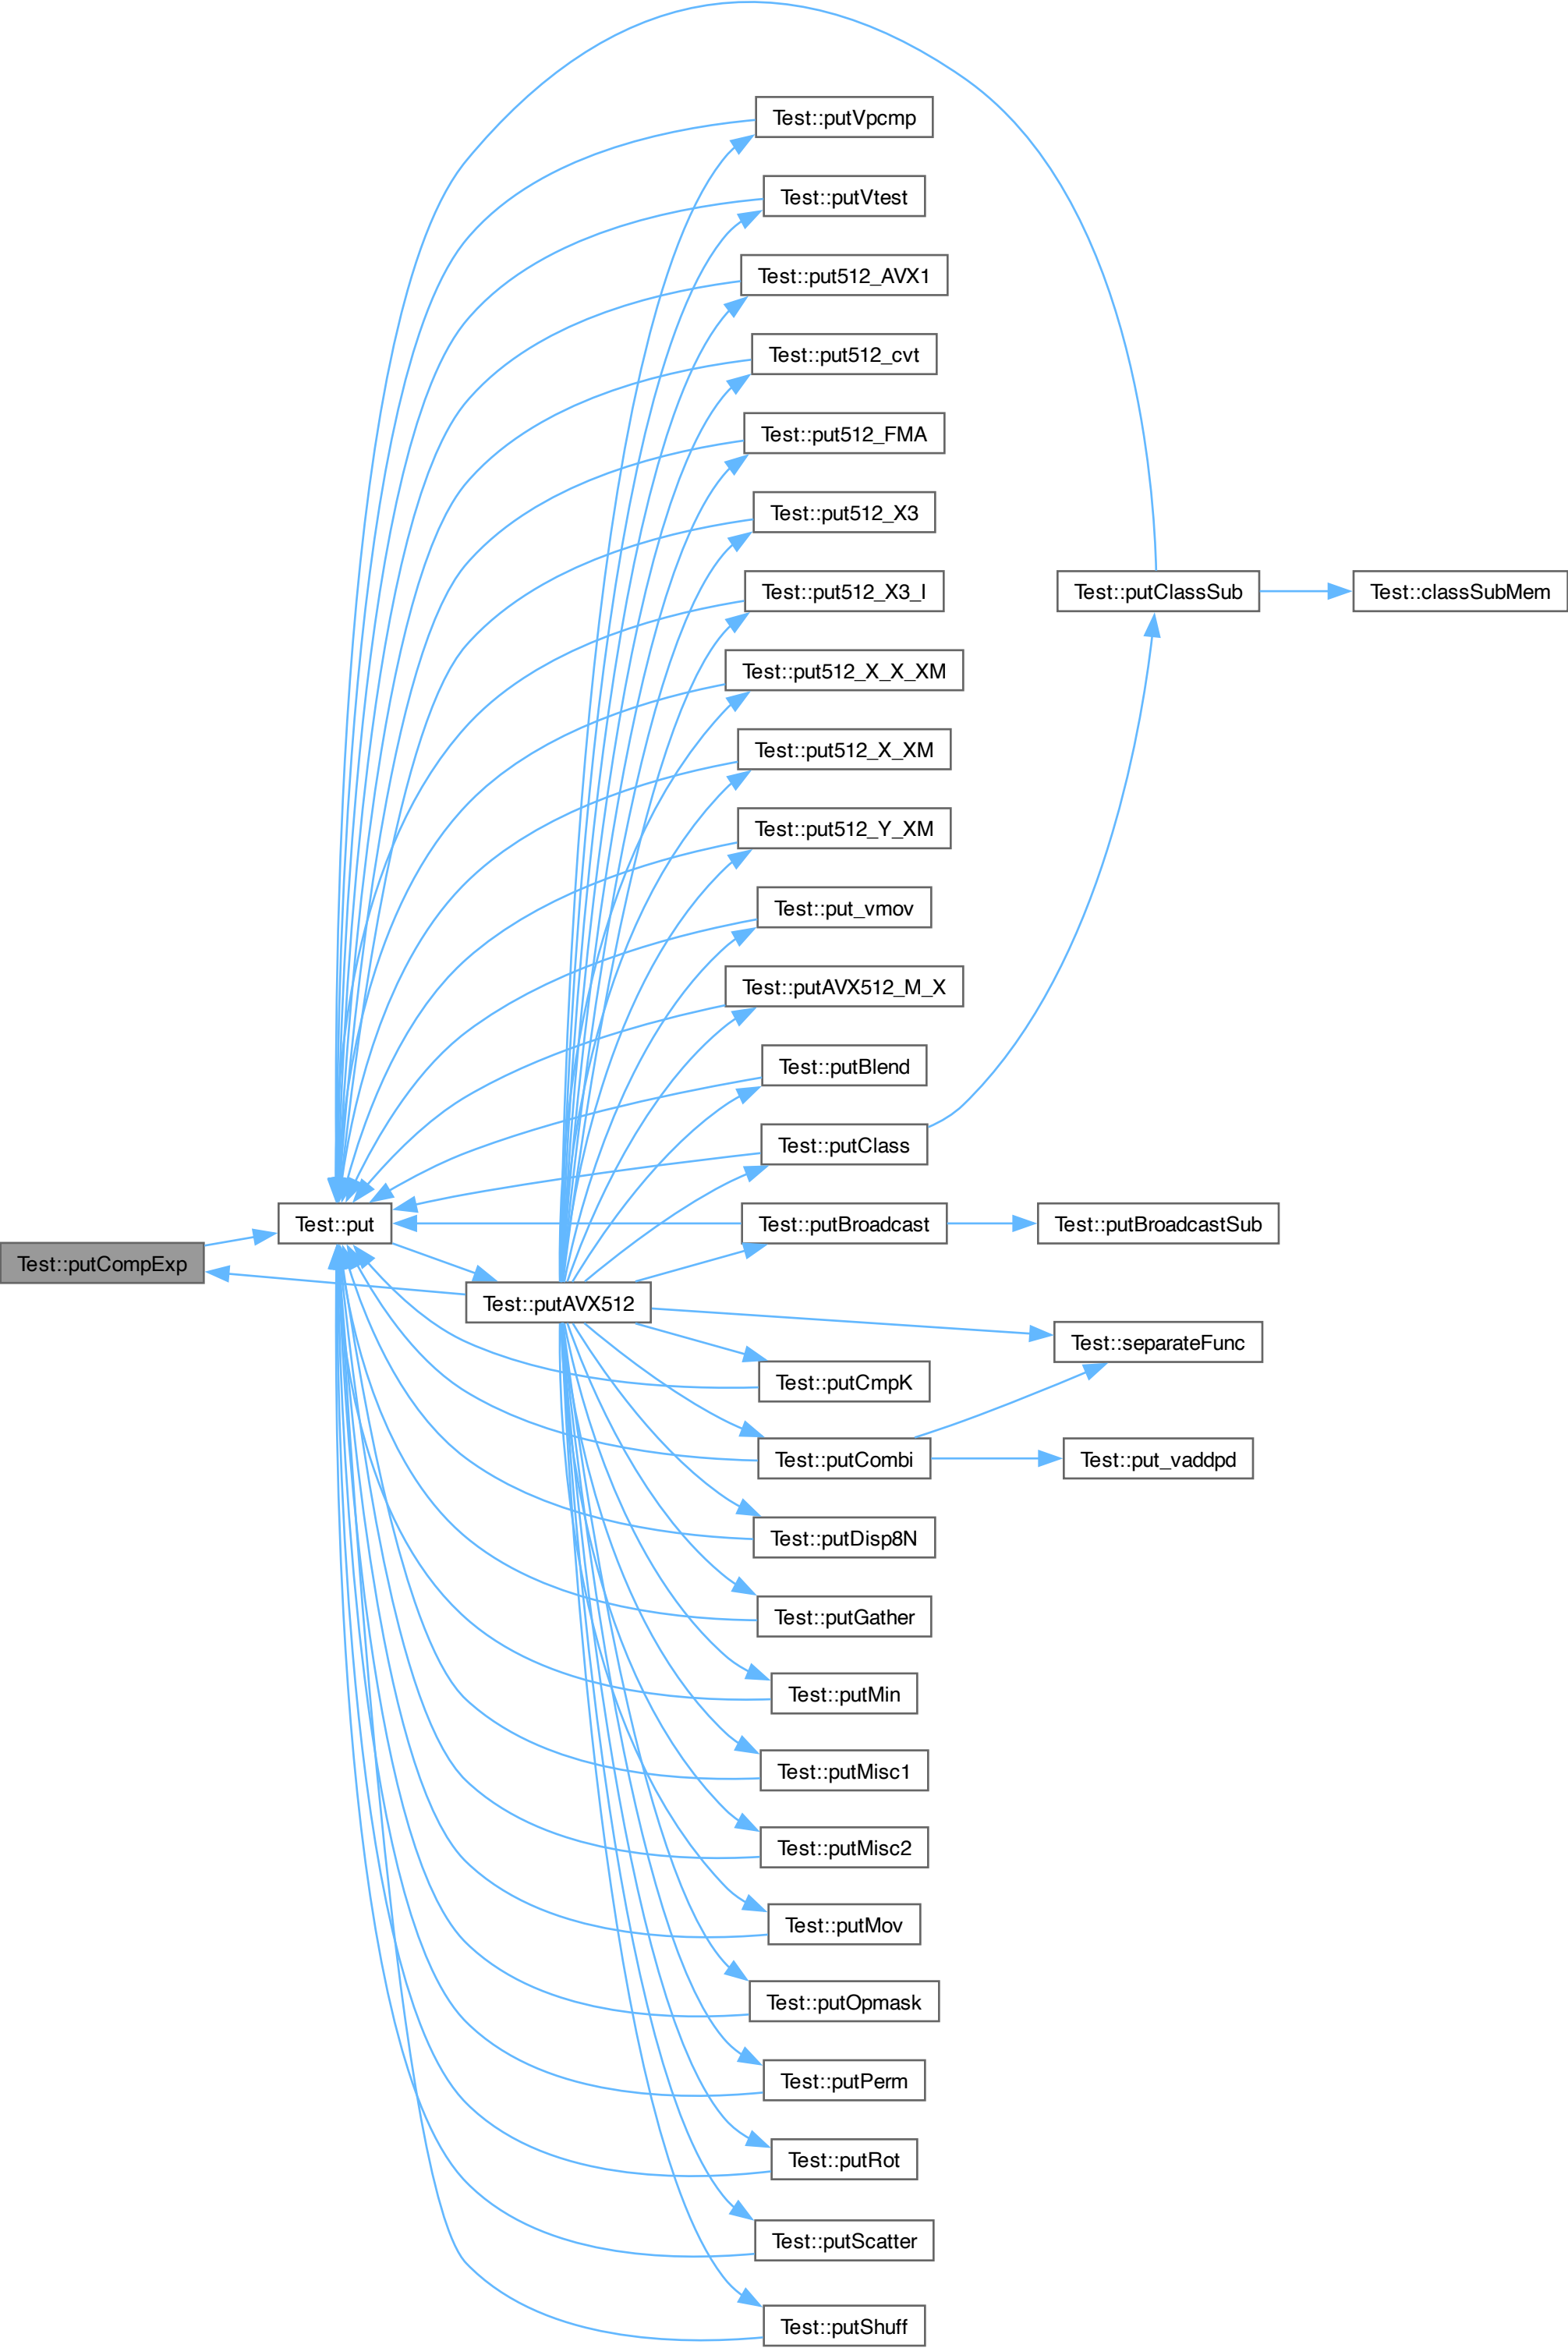 Test::putVpcmp
Test::putVtest
Test::put512_AVX1
Test::put512_cvt
Test::put512_FMA
Test::put512_X3
Test::put512_X3_I
Test::putClassSub
Test::classSubMem
Test::put512_X_X_XM
Test::put512_X_XM
Test::put512_Y_XM
Test::put_vmov
Test::putAVX512_M_X
Test::putBlend
Test::putClass
Test::put
Test::putBroadcast
Test::putBroadcastSub
Test::putCompExp
Test::putAVX512
Test::separateFunc
Test::putCmpK
Test::putCombi
Test::put_vaddpd
Test::putDisp8N
Test::putGather
Test::putMin
Test::putMisc1
Test::putMisc2
Test::putMov
Test::putOpmask
Test::putPerm
Test::putRot
Test::putScatter
Test::putShuff